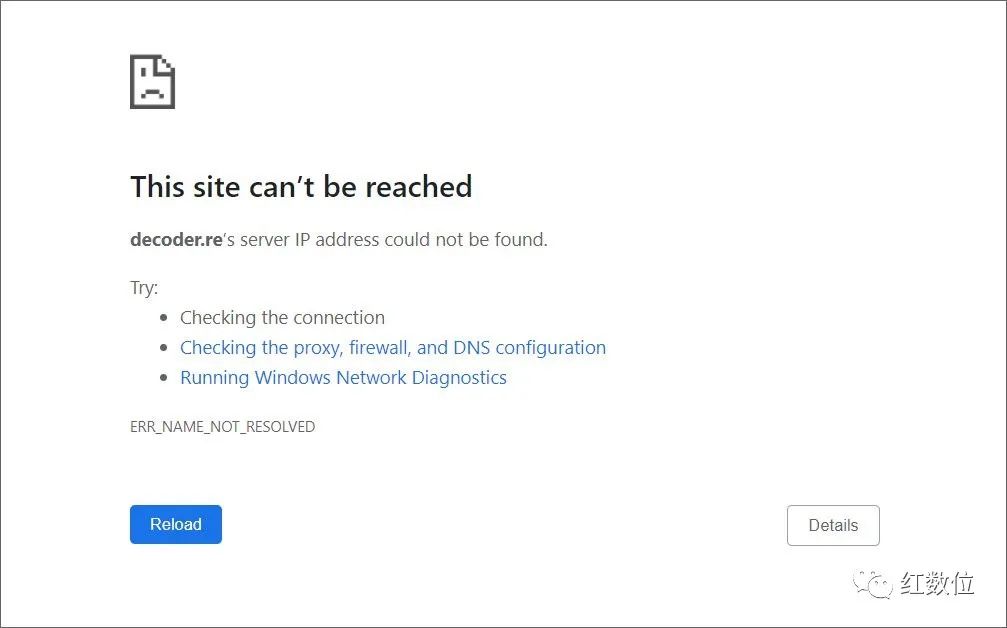 This site can’t be reached
decoder.re’s server IP address could not be found.
Try:
• Checking the connection
• Checking the proxy, firewall, and DNS configuration
• Running Windows Network Diagnostics
ERR_NAME_NOT_RESOLVED
Reload
Details
红数位